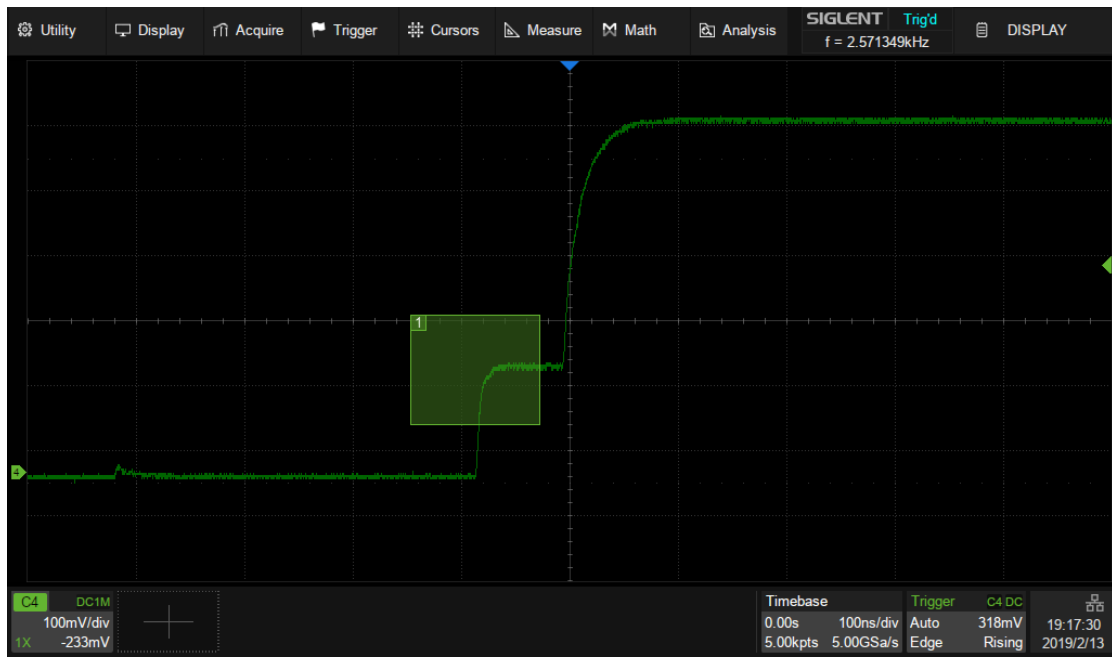 Utility Display Acquire Trigger Cursors Measure Math Analysis SIGLENT Trig'd DISPLAY
f = 2.571349kHz
1
4
C4 DC1M Timebase Trigger C4 DC
100mV/div 0.00s 100ns/div Auto 318mV 19:17:30
1X -233mV 5.00kpts 5.00GSa/s Edge Rising 2019/2/13